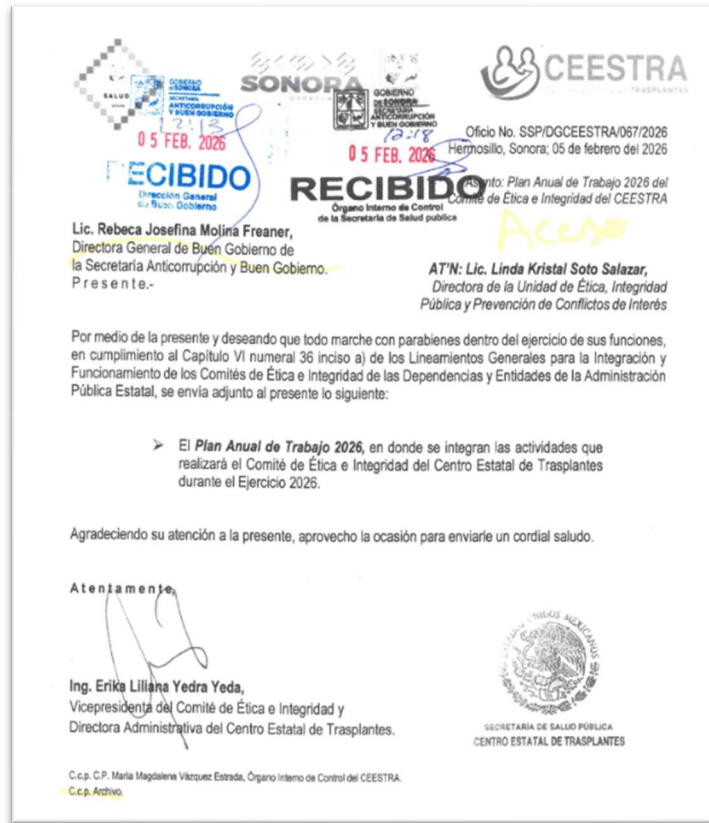 SALUD
SONORA
CEESTRA
TRASPLANTES
GOBIERNO
DE SONORA
SECRETARÍA
ANTICORRUPCIÓN
Y BUEN GOBIERNO
12:13
05 FEB. 2026
RECIBIDO
Dirección General
de Buen Gobierno
GOBIERNO
DE SONORA
SECRETARÍA
ANTICORRUPCIÓN
Y BUEN GOBIERNO
12:18
05 FEB. 2026
RECIBIDO
Órgano Interno de Control
de la Secretaría de Salud publica
Oficio No. SSP/DGCEESTRA/067/2026
Hermosillo, Sonora; 05 de febrero del 2026
Asunto: Plan Anual de Trabajo 2026 del
Comité de Ética e Integridad del CEESTRA
Acuse
Lic. Rebeca Josefina Molina Freaner,
Directora General de Buen Gobierno de
la Secretaría Anticorrupción y Buen Gobierno.
P r e s e n t e.-
AT'N: Lic. Linda Kristal Soto Salazar,
Directora de la Unidad de Ética, Integridad
Pública y Prevención de Conflictos de Interés
Por medio de la presente y deseando que todo marche con parabienes dentro del ejercicio de sus funciones,
en cumplimiento al Capítulo VI numeral 36 inciso a) de los Lineamientos Generales para la Integración y
Funcionamiento de los Comités de Ética e Integridad de las Dependencias y Entidades de la Administración
Pública Estatal, se envía adjunto al presente lo siguiente:
➢ El Plan Anual de Trabajo 2026, en donde se integran las actividades que
realizará el Comité de Ética e Integridad del Centro Estatal de Trasplantes
durante el Ejercicio 2026.
Agradeciendo su atención a la presente, aprovecho la ocasión para enviarle un cordial saludo.
A t e n t a m e n t e,
Ing. Erika Liliana Yedra Yeda,
Vicepresidenta del Comité de Ética e Integridad y
Directora Administrativa del Centro Estatal de Trasplantes.
ESTADOS UNIDOS MEXICANOS
SECRETARÍA DE SALUD PÚBLICA
CENTRO ESTATAL DE TRASPLANTES
C.c.p. C.P. María Magdalena Vázquez Estrada, Órgano Interno de Control del CEESTRA.
C.c.p. Archivo.